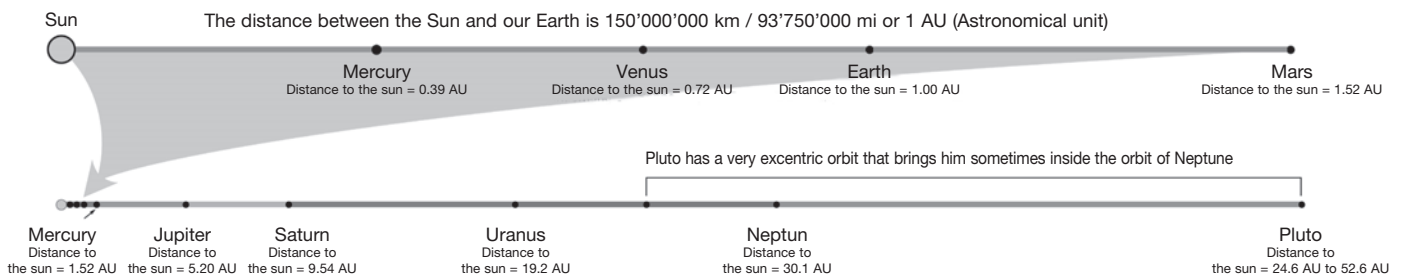 Sun
The distance between the Sun and our Earth is 150’000’000 km / 93’750’000 mi or 1 AU (Astronomical unit)
Mercury
Distance to the sun = 0.39 AU
Venus
Distance to the sun = 0.72 AU
Earth
Distance to the sun = 1.00 AU
Mars
Distance to the sun = 1.52 AU
Pluto has a very excentric orbit that brings him sometimes inside the orbit of Neptune
Mercury
Distance to
the sun = 1.52 AU
Jupiter
Distance to
the sun = 5.20 AU
Saturn
Distance to
the sun = 9.54 AU
Uranus
Distance to
the sun = 19.2 AU
Neptun
Distance to
the sun = 30.1 AU
Pluto
Distance to
the sun = 24.6 AU to 52.6 AU